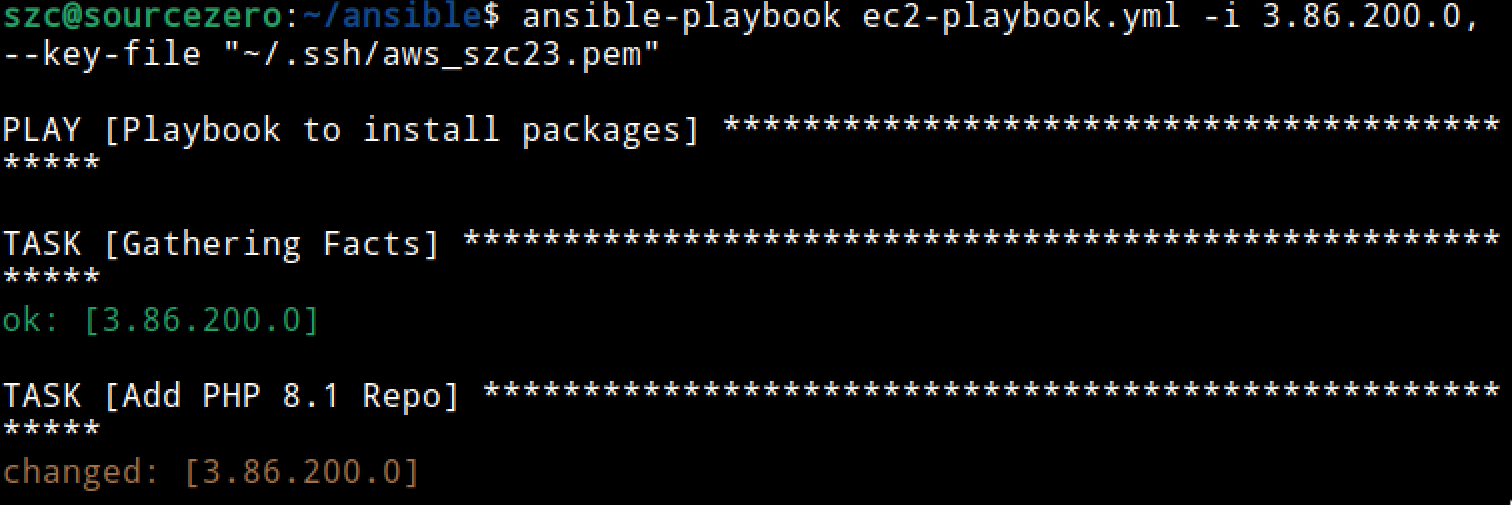 szc@sourcezero:~/ansible$ ansible-playbook ec2-playbook.yml -i 3.86.200.0,
--key-file "~/.ssh/aws_szc23.pem"
PLAY [Playbook to install packages] ***************************************
*****
TASK [Gathering Facts] ****************************************************
*****
ok: [3.86.200.0]
TASK [Add PHP 8.1 Repo] ***************************************************
*****
changed: [3.86.200.0]